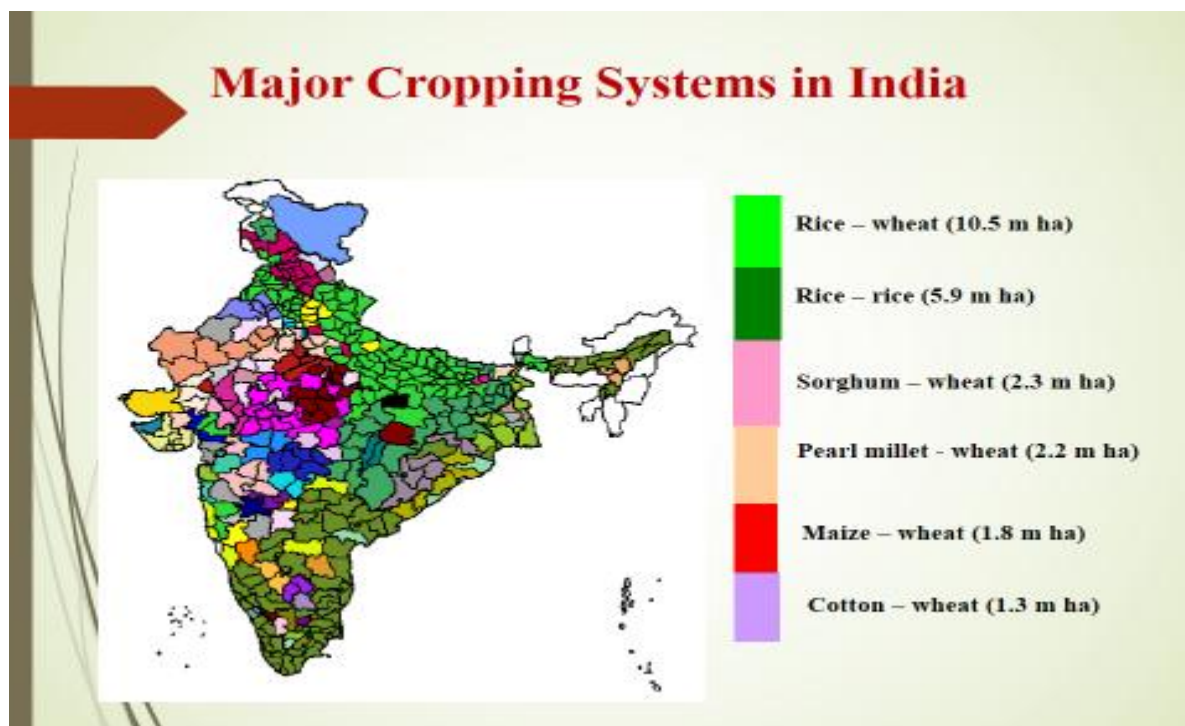 Major Cropping Systems in India
Rice – wheat (10.5 m ha)
Rice – rice (5.9 m ha)
Sorghum – wheat (2.3 m ha)
Pearl millet - wheat (2.2 m ha)
Maize – wheat (1.8 m ha)
Cotton – wheat (1.3 m ha)